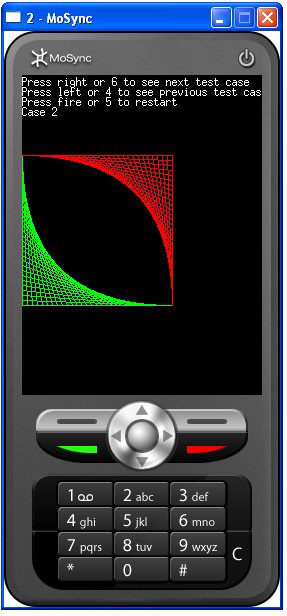 2 - MoSync
MoSync
Press right or 6 to see next test case
Press left or 4 to see previous test cas
Press fire or 5 to restart
Case 2
1 2 abc 3 def
4 ghi 5 jkl 6 mno
7 pqrs 8 tuv 9 wxyz
C
* 0 #